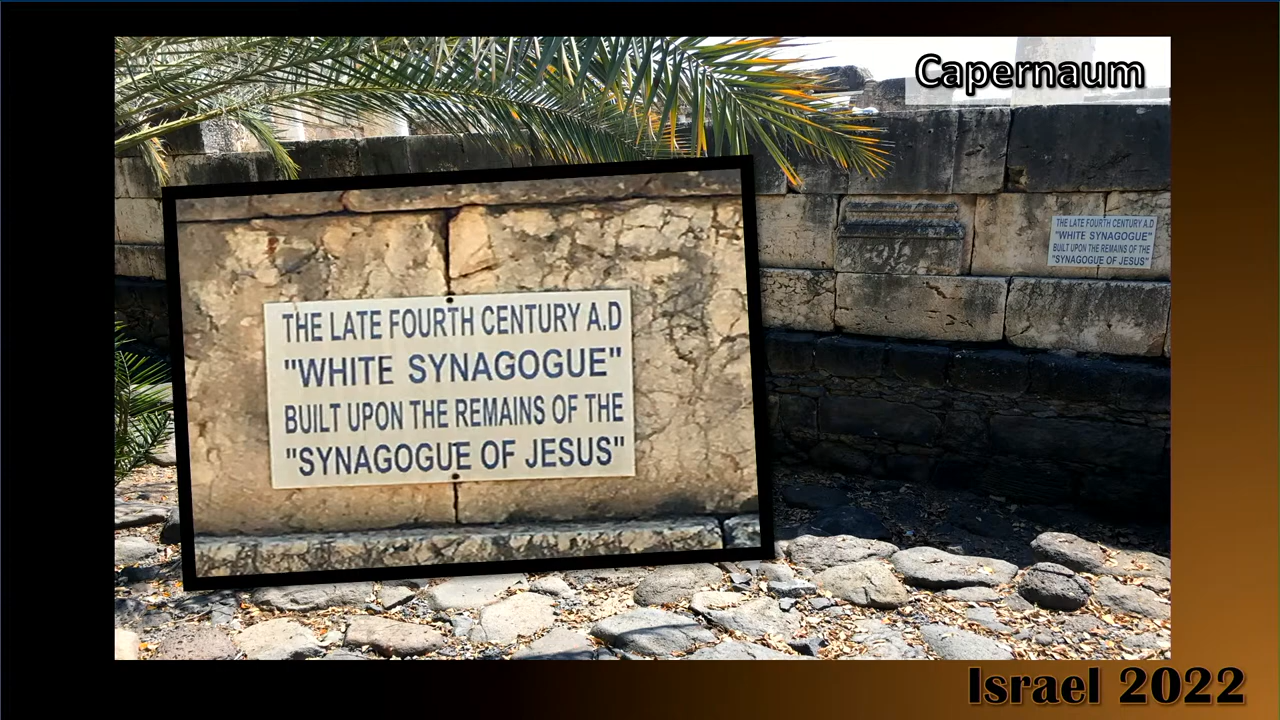 Capernaum
THE LATE FOURTH CENTURY A.D
"WHITE SYNAGOGUE"
BUILT UPON THE REMAINS OF THE
"SYNAGOGUE OF JESUS"
THE LATE FOURTH CENTURY A.D
"WHITE SYNAGOGUE"
BUILT UPON THE REMAINS OF THE
"SYNAGOGUE OF JESUS"
Israel 2022